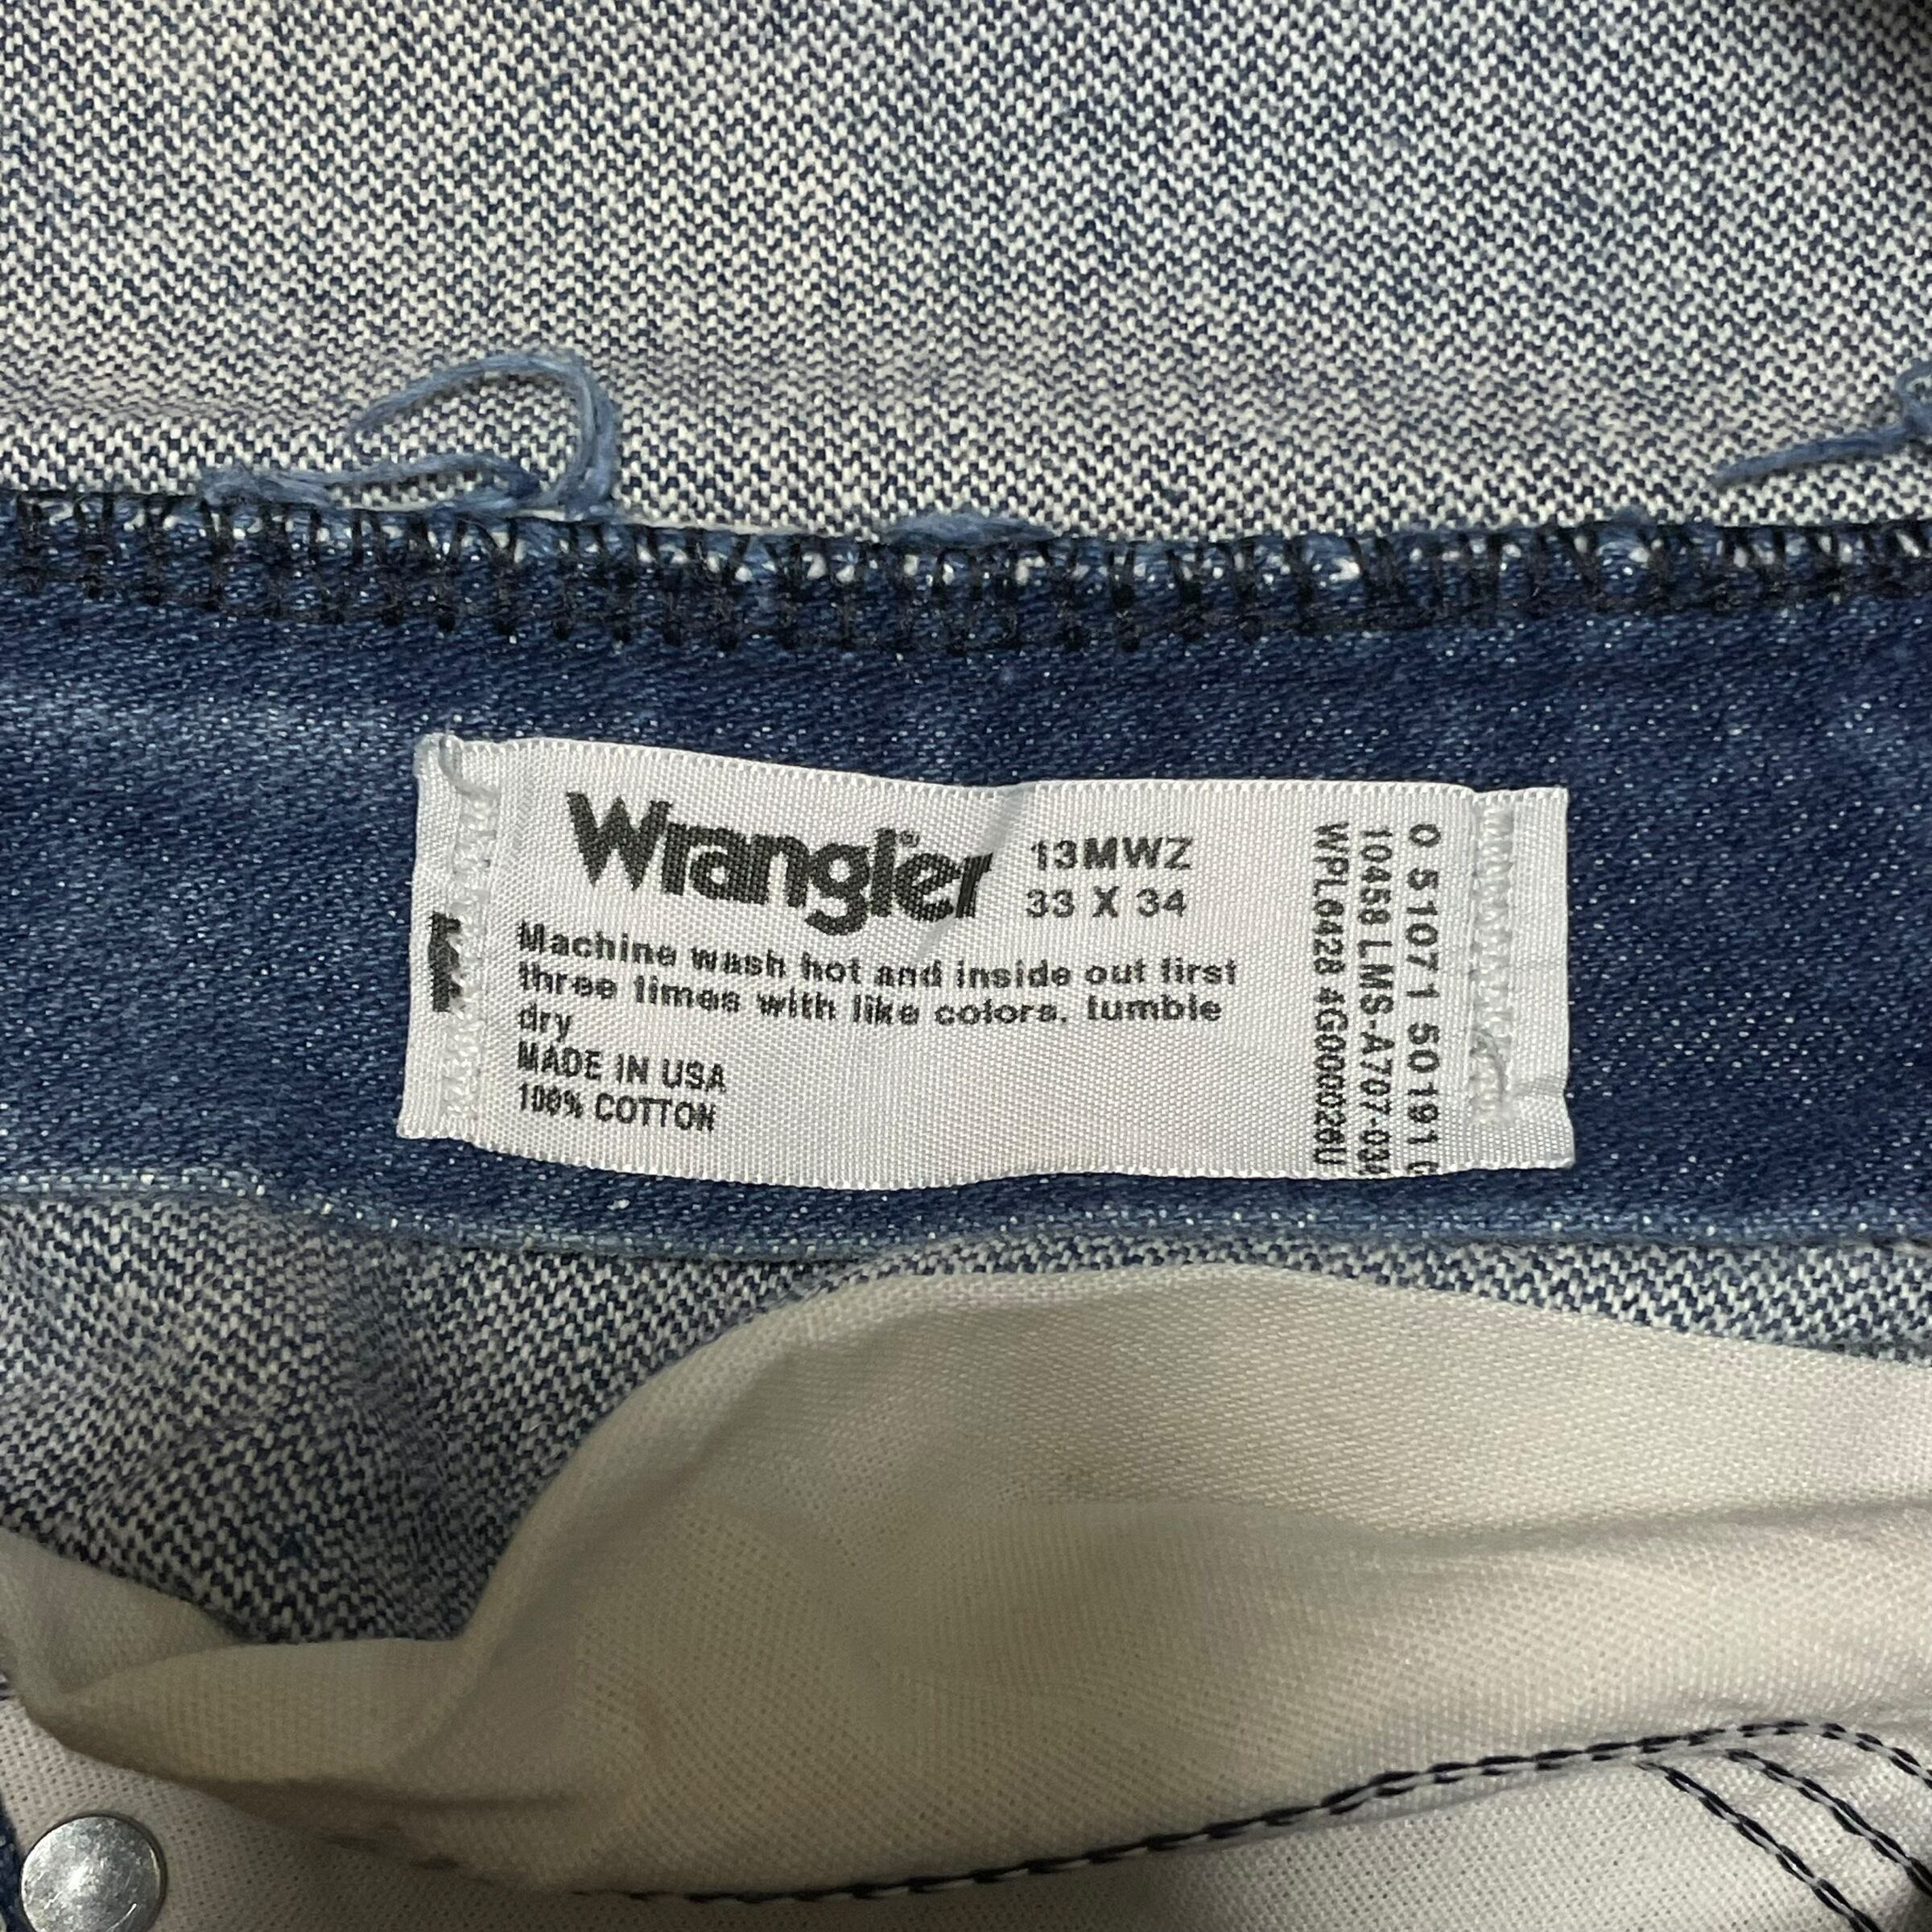 Wrangler
13MWZ
33 X 34
Machine wash hot and inside out first
three times with like colors. tumble
dry
MADE IN USA
100% COTTON
0 51071 50191
10458 LMS-A707-03
WPL6428 4G000026U